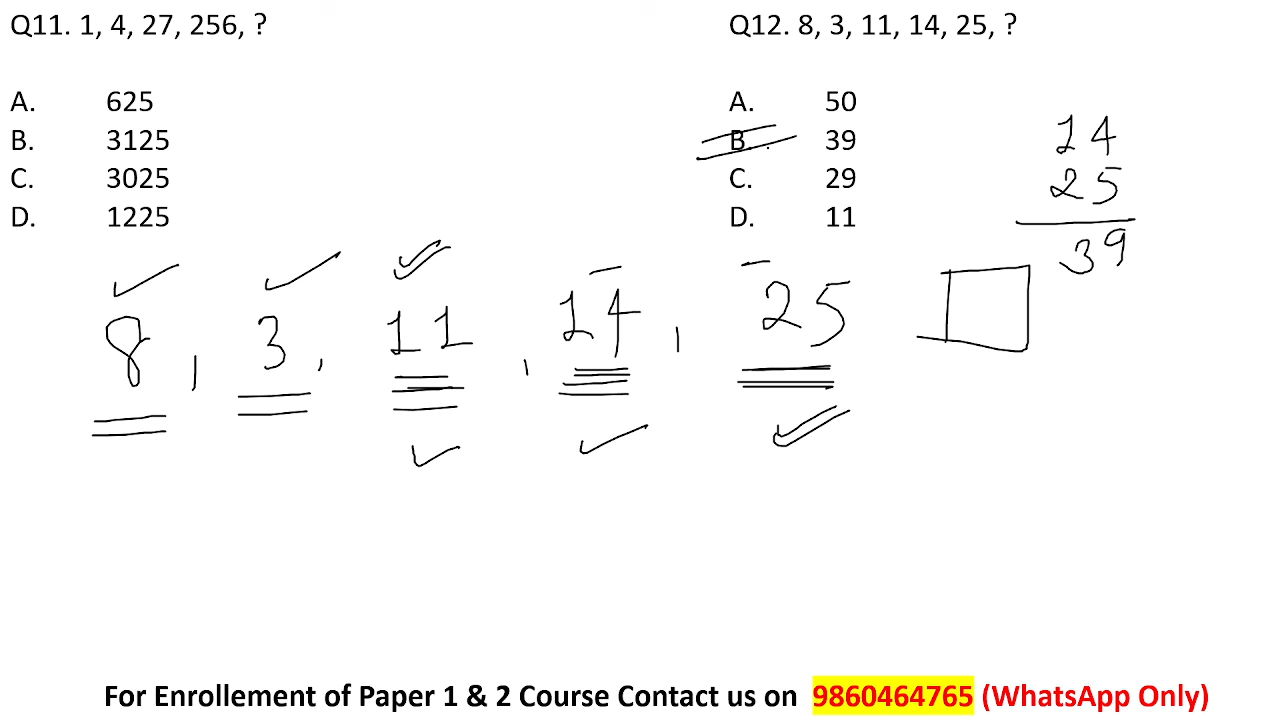 Q11. 1, 4, 27, 256, ?
A. 625
B. 3125
C. 3025
D. 1225
Q12. 8, 3, 11, 14, 25, ?
A. 50
B. 39
C. 29
D. 11
14
25
39
8, 3, 11, 14, 25
For Enrollement of Paper 1 & 2 Course Contact us on 9860464765 (WhatsApp Only)